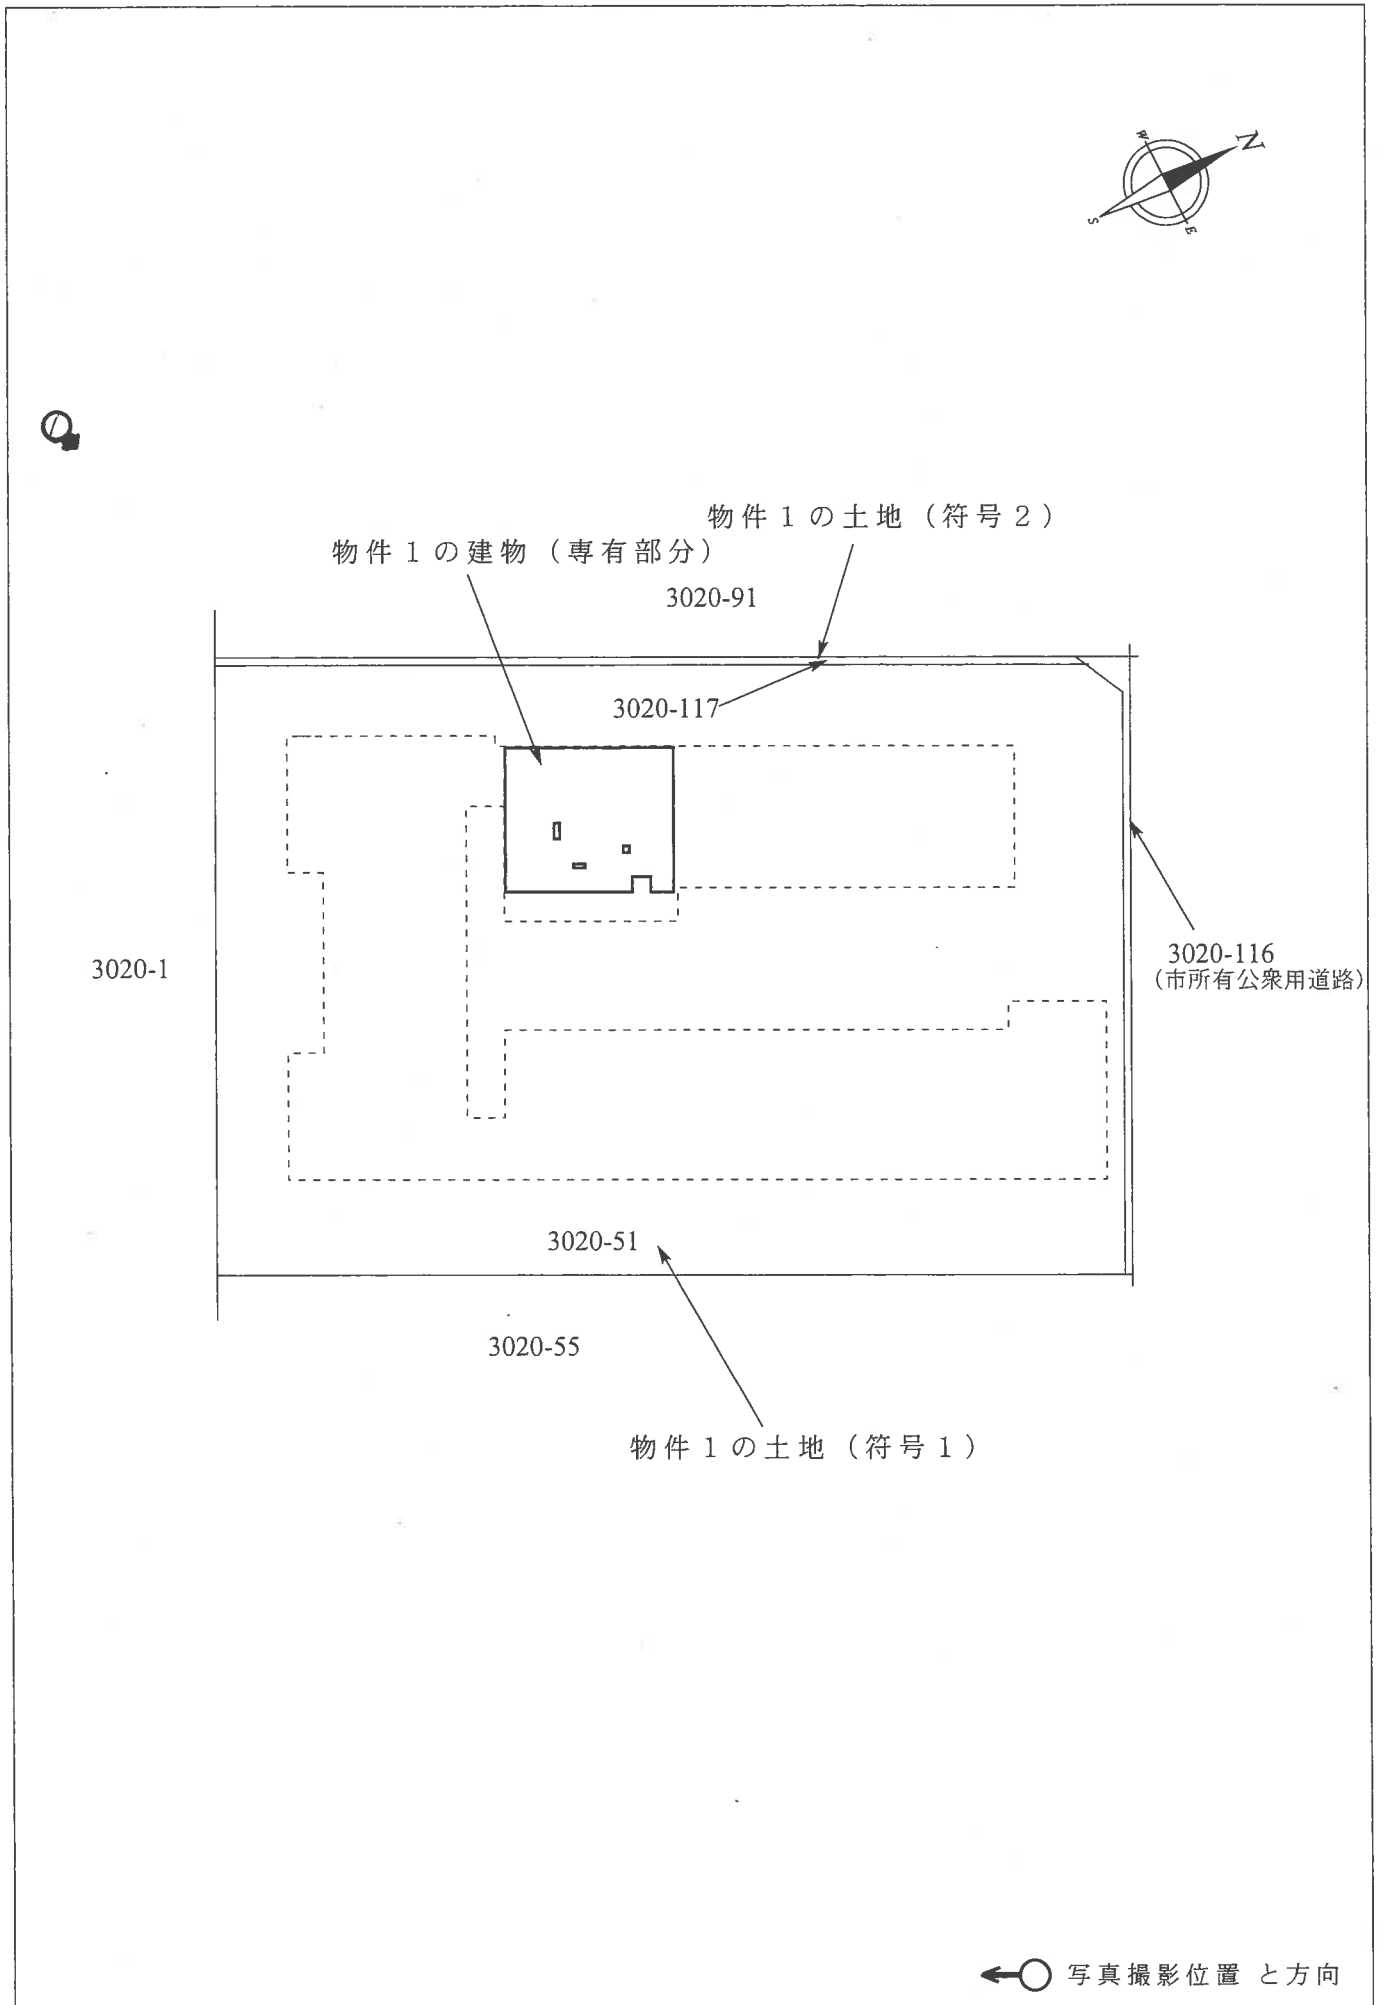 N
W
S
E
物件1の土地（符号2）
物件1の建物（専有部分）
3020-91
3020-117
3020-1
3020-116
（市所有公衆用道路）
3020-51
3020-55
物件1の土地（符号1）
写真撮影位置 と方向